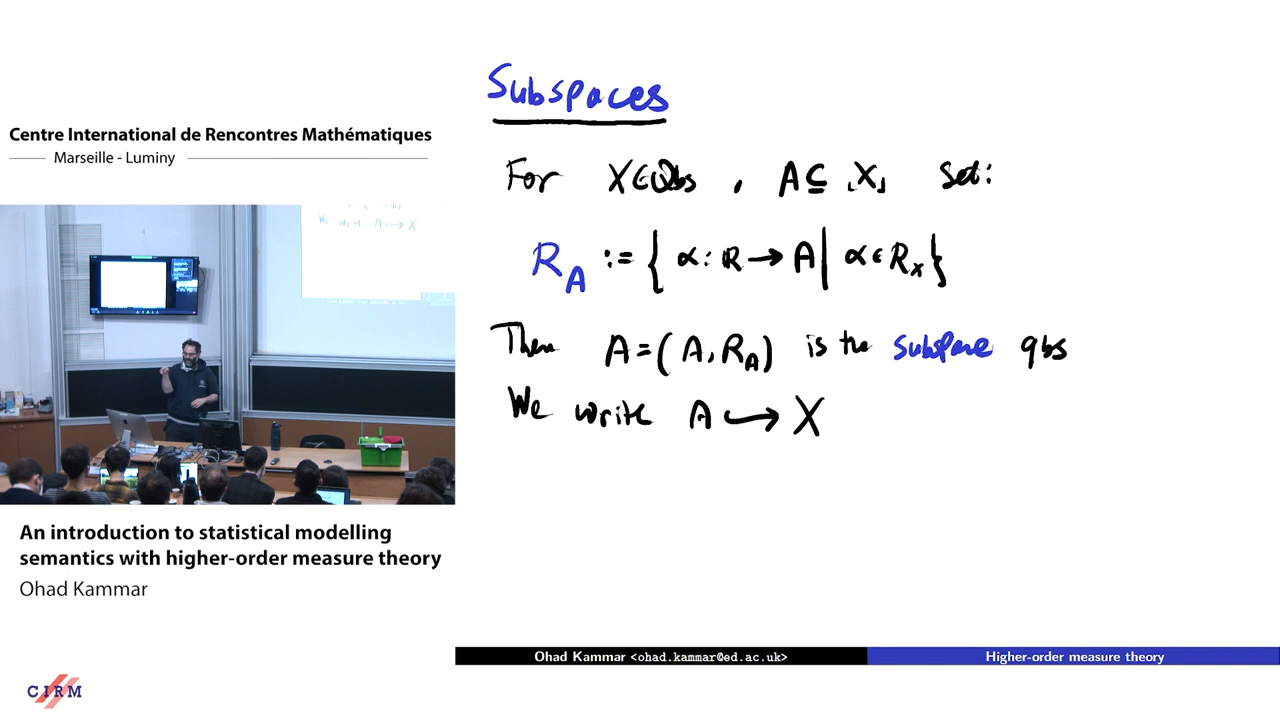 Centre International de Rencontres Mathématiques
Marseille - Luminy
We write A ↪ X
An introduction to statistical modelling
semantics with higher-order measure theory
Ohad Kammar
CIRM
Subspaces
For X∈Qbs, A⊆⌞X⌟ Set:
R_A := { α: ℝ → A | α ∈ R_X }
Then A = (A, R_A) is the subspace qbs
We write A ↪ X
Ohad Kammar <ohad.kammar@ed.ac.uk>
Higher-order measure theory